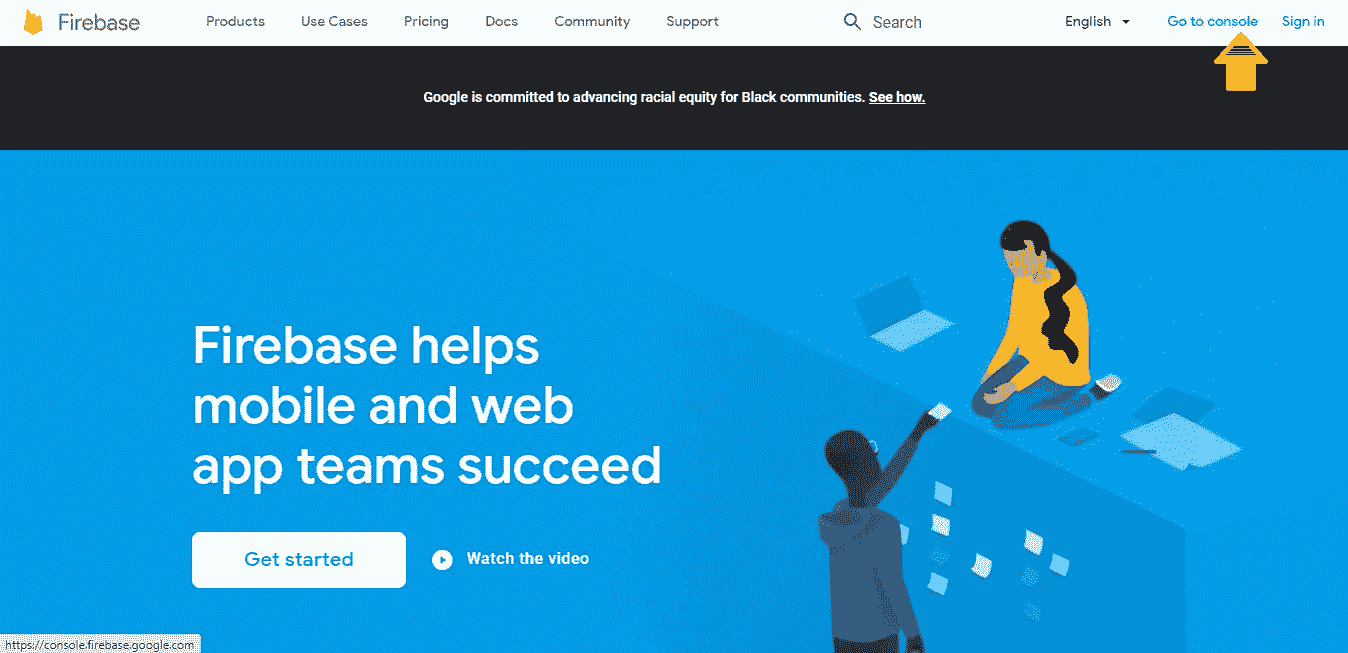 Firebase
Products Use Cases Pricing Docs Community Support Search English Go to console Sign in
Google is committed to advancing racial equity for Black communities. See how.
Firebase helps
mobile and web
app teams succeed
Get started Watch the video
https://console.firebase.google.com